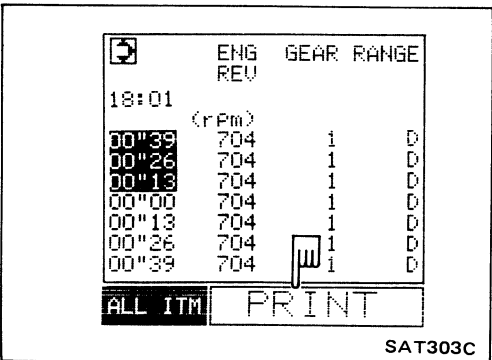 ENG GEAR RANGE
REV
18:01
(rpm)
00"39 704 1 D
00"26 704 1 D
00"13 704 1 D
00"00 704 1 D
00"13 704 1 D
00"26 704 1 D
00"39 704 1 D
ALL ITM PRINT
SAT303C